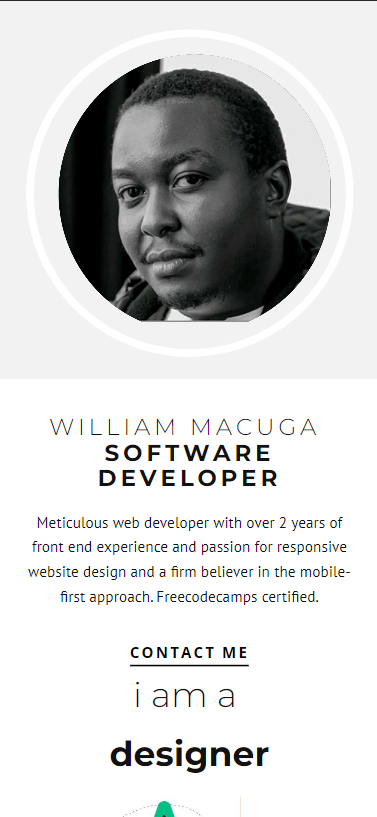 WILLIAM MACUGA
SOFTWARE
DEVELOPER
Meticulous web developer with over 2 years of
front end experience and passion for responsive
website design and a firm believer in the mobile-
first approach. Freecodecamps certified.
CONTACT ME
i am a
designer